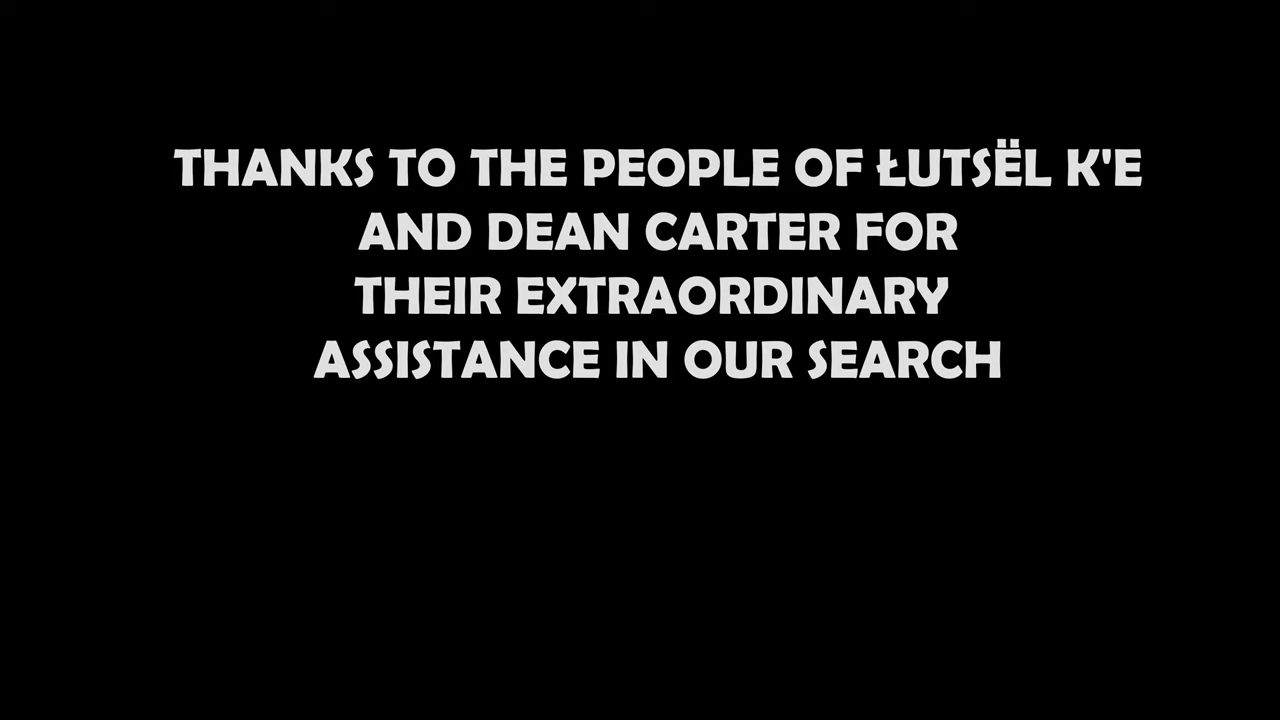 THANKS TO THE PEOPLE OF ŁUTSËL K'E
AND DEAN CARTER FOR
THEIR EXTRAORDINARY
ASSISTANCE IN OUR SEARCH